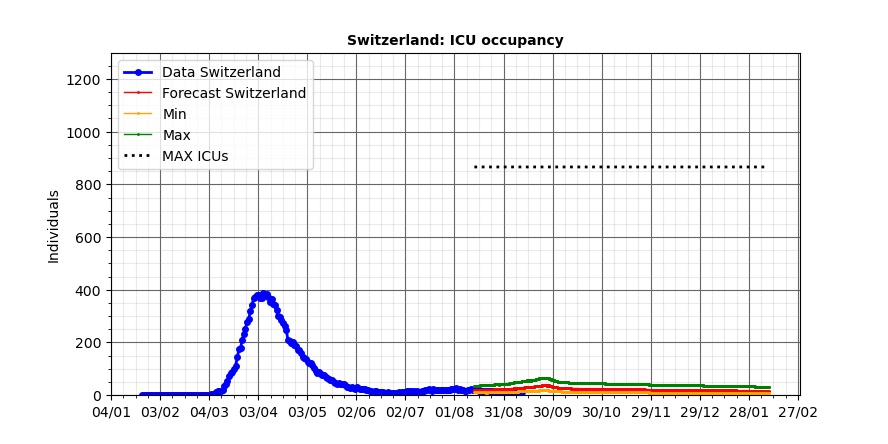 Switzerland: ICU occupancy
Individuals
1200
1000
800
600
400
200
0
Data Switzerland
Forecast Switzerland
Min
Max
MAX ICUs
04/01 03/02 04/03 03/04 03/05 02/06 02/07 01/08 31/08 30/09 30/10 29/11 29/12 28/01 27/02